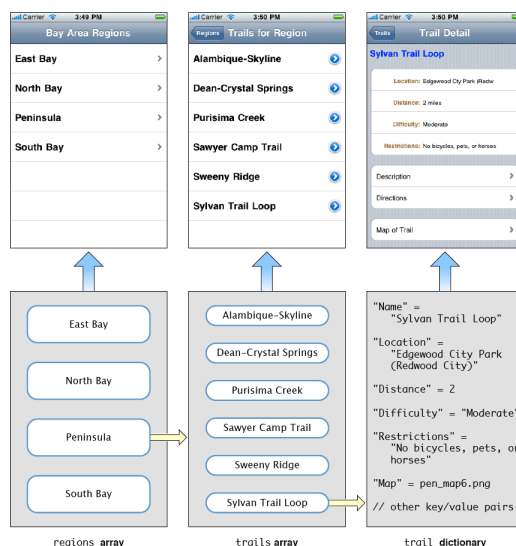 Carrier 3:49 PM
Bay Area Regions
East Bay
North Bay
Peninsula
South Bay
Carrier 3:50 PM
Regions Trails for Region
Alambique-Skyline
Dean-Crystal Springs
Purisima Creek
Sawyer Camp Trail
Sweeny Ridge
Sylvan Trail Loop
Carrier 3:50 PM
Trails Trail Detail
Sylvan Trail Loop
Location: Edgewood City Park (Redw
Distance: 2 miles
Difficulty: Moderate
Restrictions: No bicycles, pets, or horses
Description
Directions
Map of Trail
East Bay
North Bay
Peninsula
South Bay
regions array
Alambique-Skyline
Dean-Crystal Springs
Purisima Creek
Sawyer Camp Trail
Sweeny Ridge
Sylvan Trail Loop
trails array
"Name" =
"Sylvan Trail Loop"
"Location" =
"Edgewood City Park
(Redwood City)"
"Distance" = 2
"Difficulty" = "Moderate"
"Restrictions" =
"No bicycles, pets, or
horses"
"Map" = pen_map6.png
// other key/value pairs
trail dictionary